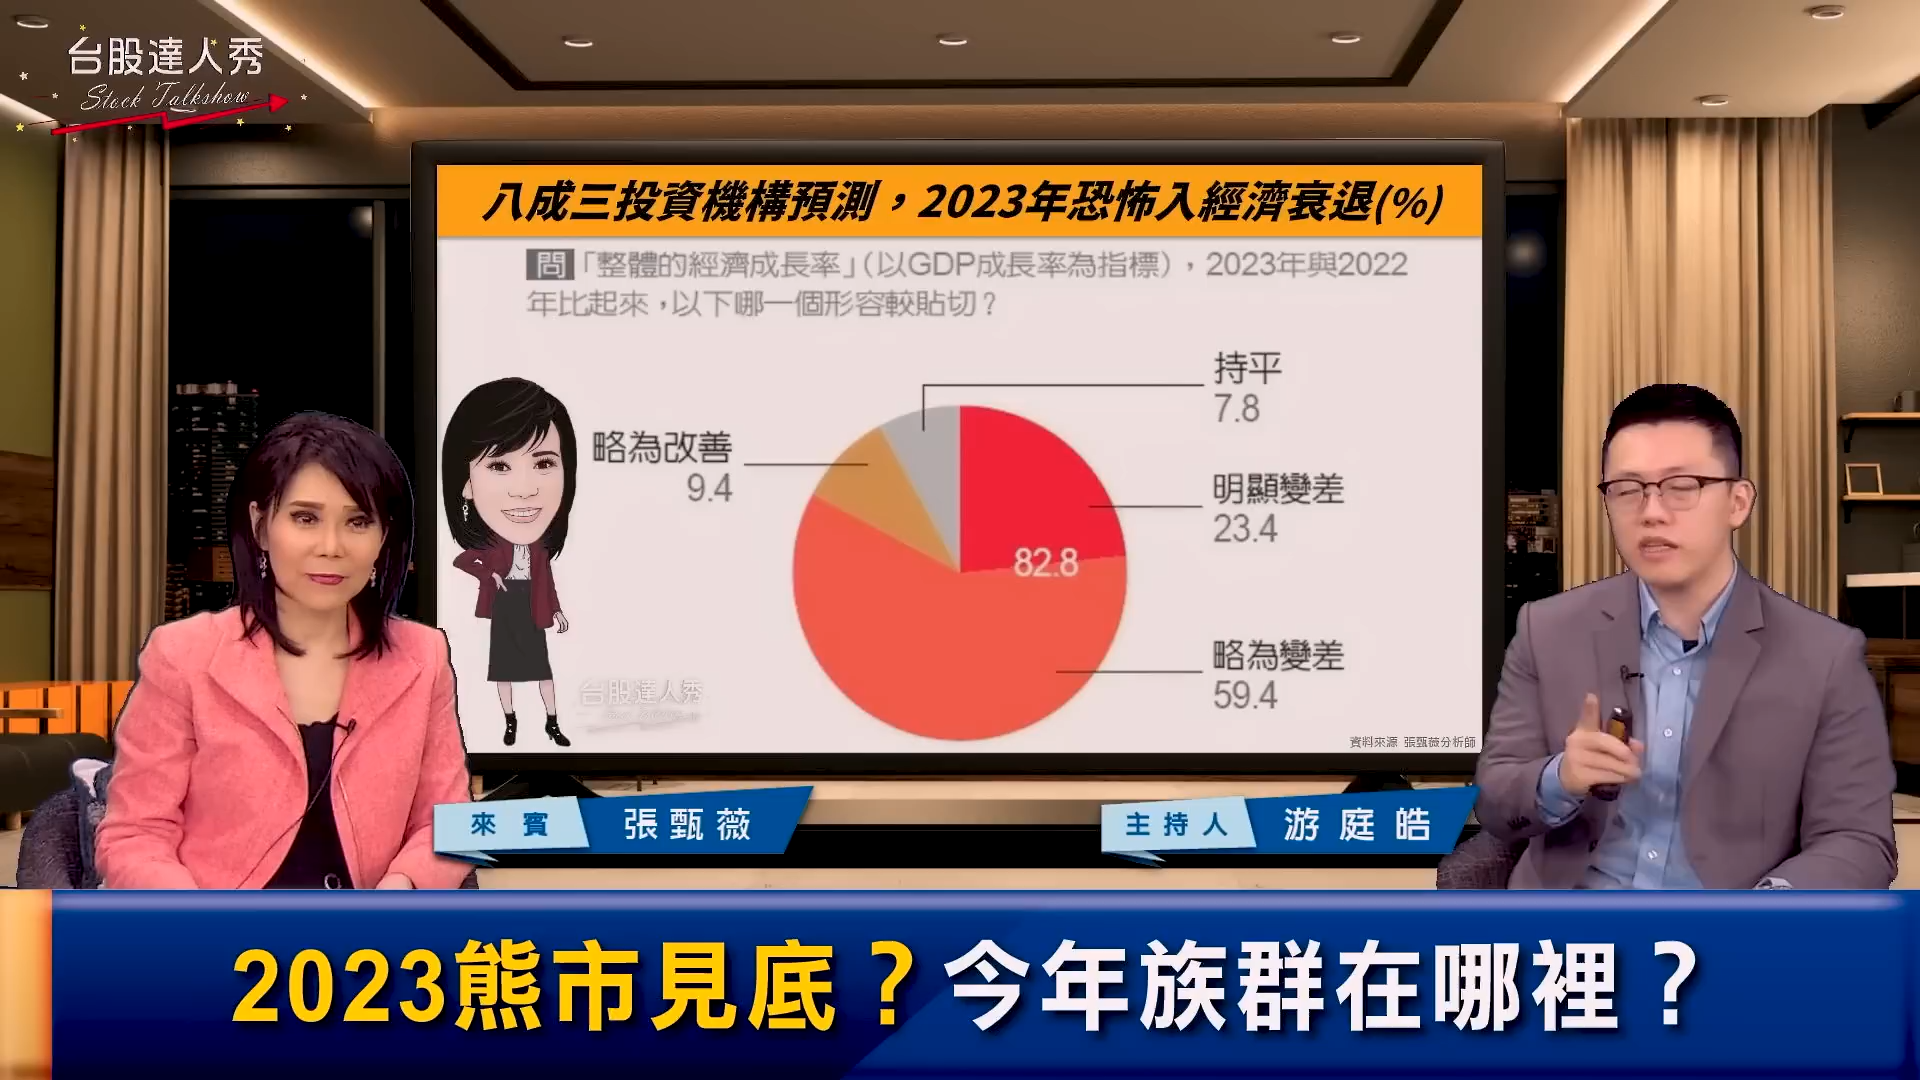 台股達人秀
Stock Talkshow
八成三投資機構預測，2023年恐怖入經濟衰退(%)
問「整體的經濟成長率」（以GDP成長率為指標），2023年與2022
年比起來，以下哪一個形容較貼切？
持平
7.8
略為改善
9.4
明顯變差
23.4
82.8
略為變差
59.4
台股達人秀
資料來源 張甄薇分析師
來賓 張甄薇
主持人 游庭皓
2023熊市見底？今年族群在哪裡？